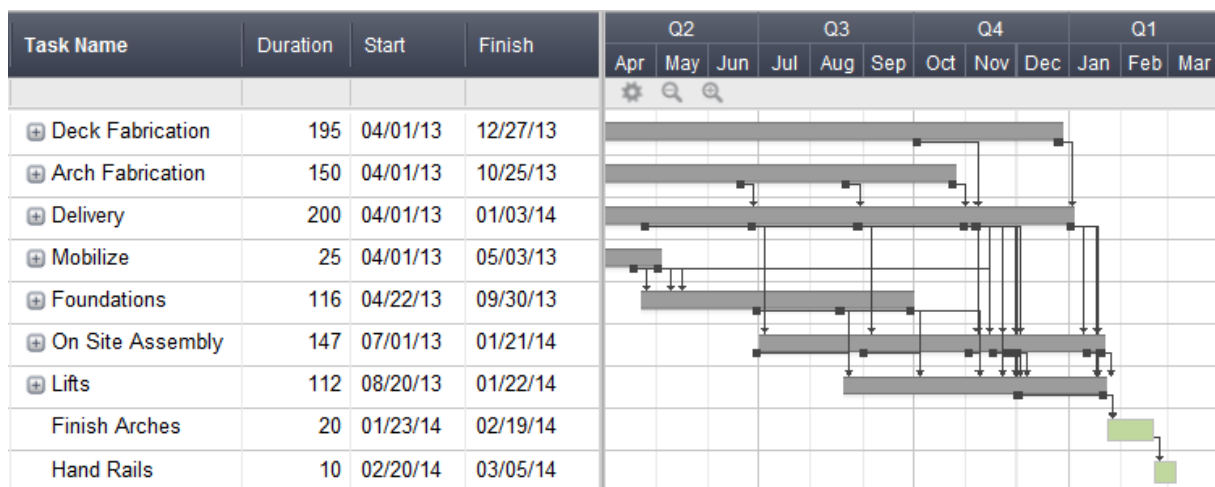 Task Name Duration Start Finish Q2 Q3 Q4 Q1
Apr May Jun Jul Aug Sep Oct Nov Dec Jan Feb Mar
Deck Fabrication 195 04/01/13 12/27/13
Arch Fabrication 150 04/01/13 10/25/13
Delivery 200 04/01/13 01/03/14
Mobilize 25 04/01/13 05/03/13
Foundations 116 04/22/13 09/30/13
On Site Assembly 147 07/01/13 01/21/14
Lifts 112 08/20/13 01/22/14
Finish Arches 20 01/23/14 02/19/14
Hand Rails 10 02/20/14 03/05/14